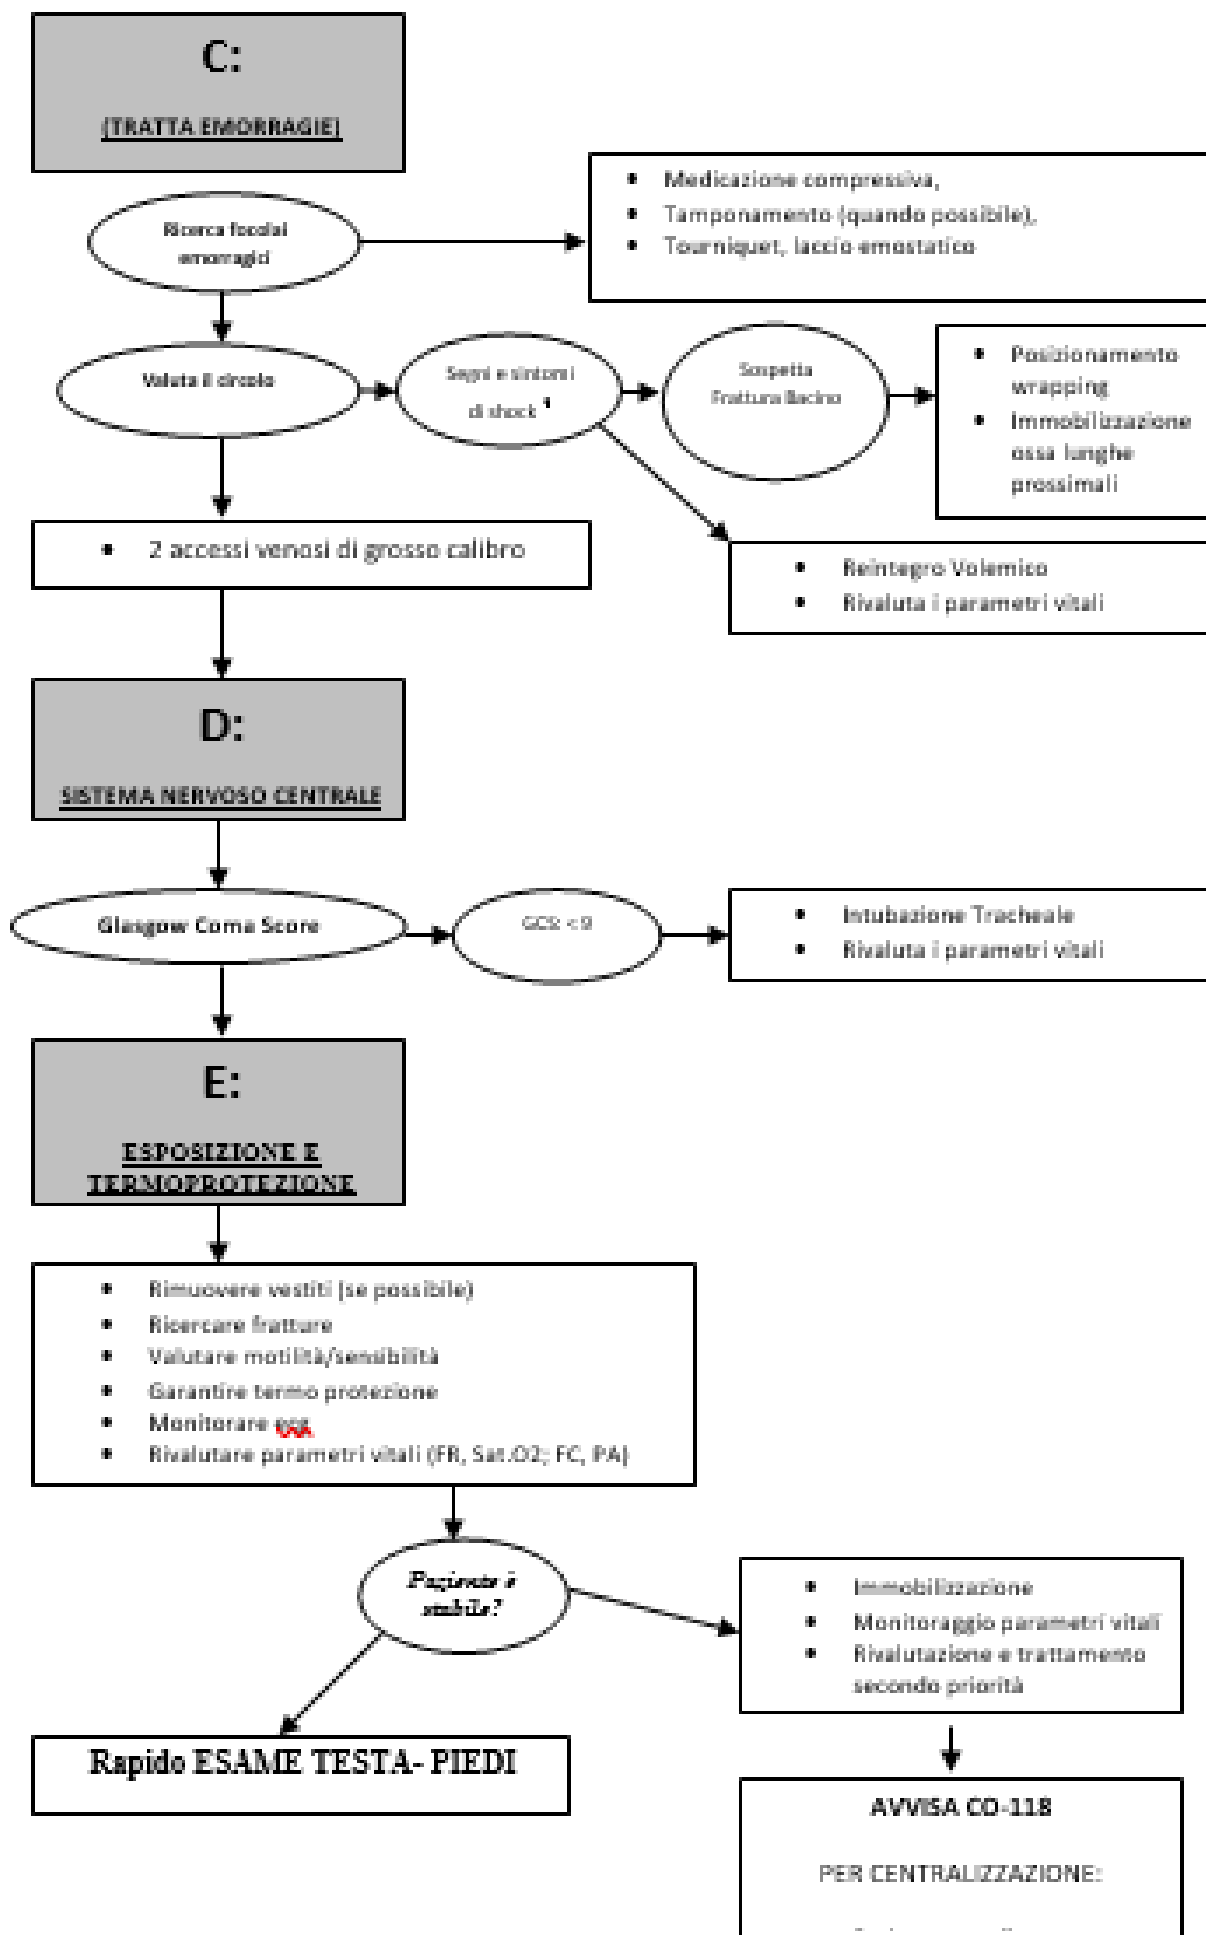 C:
(TRATTA EMORRAGIE)
Ricerca focolai
emorragici
• Medicazione compressiva,
• Tamponamento (quando possibile),
• Tourniquet, laccio emostatico
Valuta il circolo
Segni e sintomi
di shock
Sospetta
Frattura Bacino
• Posizionamento
wrapping
• Immobilizzazione
ossa lunghe
prossimali
• 2 accessi venosi di grosso calibro
• Reintegro Volemico
• Rivaluta i parametri vitali
D:
SISTEMA NERVOSO CENTRALE
Glasgow Coma Score
GCS < 9
• Intubazione Tracheale
• Rivaluta i parametri vitali
E:
ESPOSIZIONE E
TERMOPROTEZIONE
• Rimuovere vestiti (se possibile)
• Ricercare fratture
• Valutare motilità/sensibilità
• Garantire termo protezione
• Monitorare ecg
• Rivalutare parametri vitali (FR, Sat.O2; FC, PA)
Paziente è
stabile?
• Immobilizzazione
• Monitoraggio parametri vitali
• Rivalutazione e trattamento
secondo priorità
Rapido ESAME TESTA- PIEDI
AVVISA CO-118
PER CENTRALIZZAZIONE: